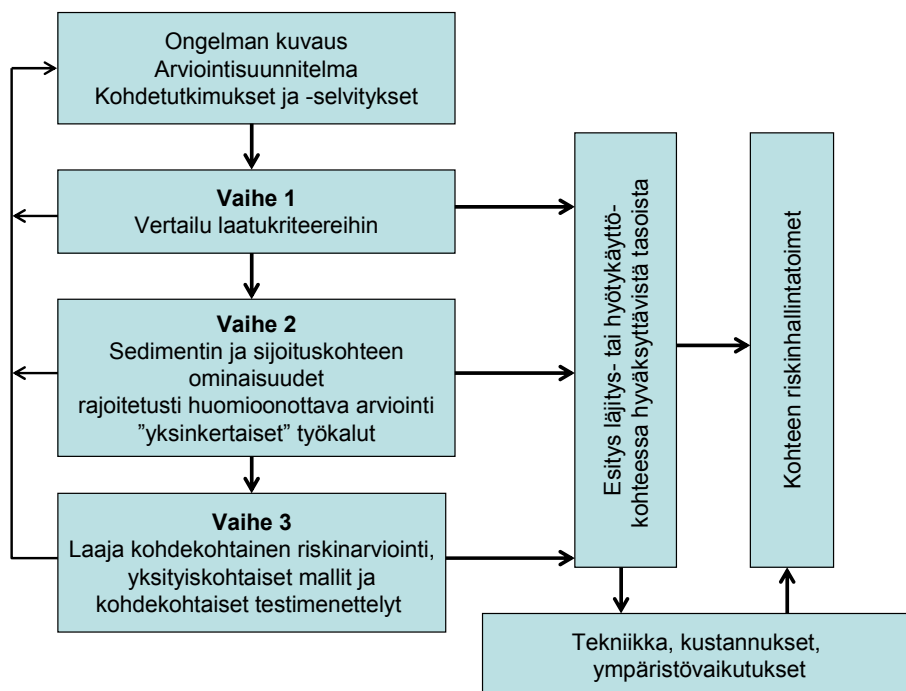 Ongelman kuvaus
Arviointisuunnitelma
Kohdetutkimukset ja -selvitykset
Vaihe 1
Vertailu laatukriteereihin
Vaihe 2
Sedimentin ja sijoituskohteen
ominaisuudet
rajoitetusti huomioonottava arviointi
”yksinkertaiset” työkalut
Vaihe 3
Laaja kohdekohtainen riskinarviointi,
yksityiskohtaiset mallit ja
kohdekohtaiset testimenettelyt
Esitys läjitys- tai hyötykäyttö-
kohteessa hyväksyttävistä tasoista
Kohteen riskinhallintatoimet
Tekniikka, kustannukset,
ympäristövaikutukset